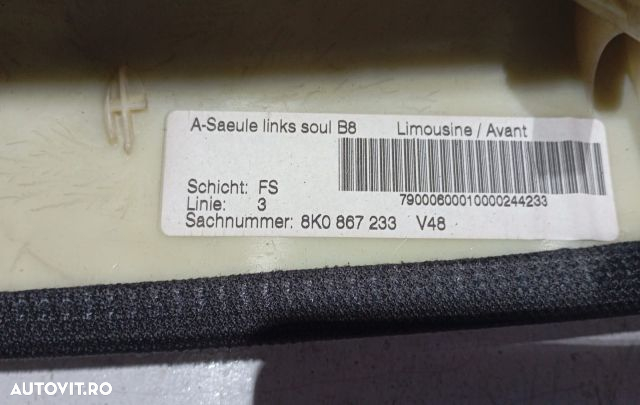 A-Saeule links soul B8 Limousine / Avant
79000600010000244233
Schicht: FS
Linie: 3
Sachnummer: 8K0 867 233 V48
AUTOVIT.RO